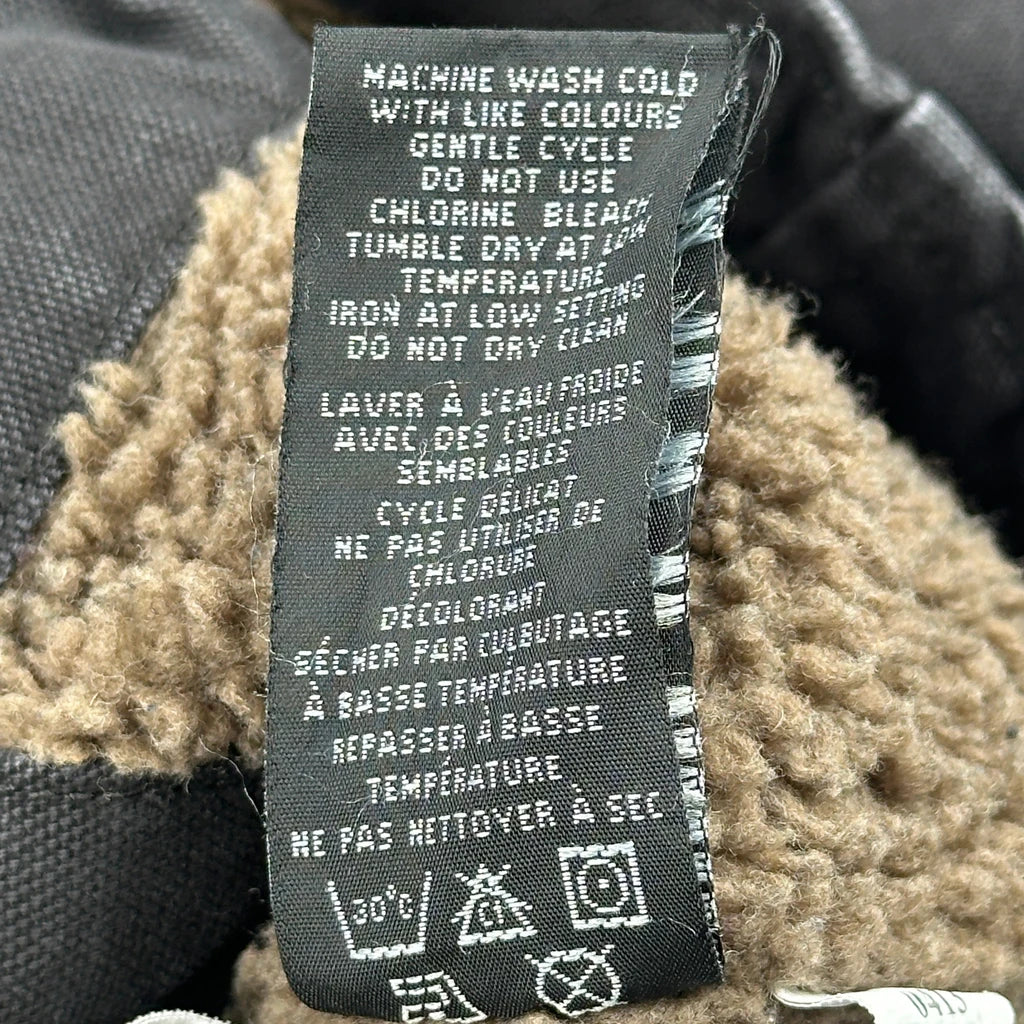 MACHINE WASH COLD
WITH LIKE COLOURS
GENTLE CYCLE
DO NOT USE
CHLORINE BLEACH
TUMBLE DRY AT LOW
TEMPERATURE
IRON AT LOW SETTING
DO NOT DRY CLEAN
LAVER À L'EAU FROIDE
AVEC DES COULEURS
SEMBLABLES
CYCLE DÉLICAT
NE PAS UTILISER DE
CHLORURE
DÉCOLORANT
SÉCHER PAR CULBUTAGE
À BASSE TEMPÉRATURE
REPASSER À BASSE
TEMPÉRATURE
NE PAS NETTOYER À SEC
30°C